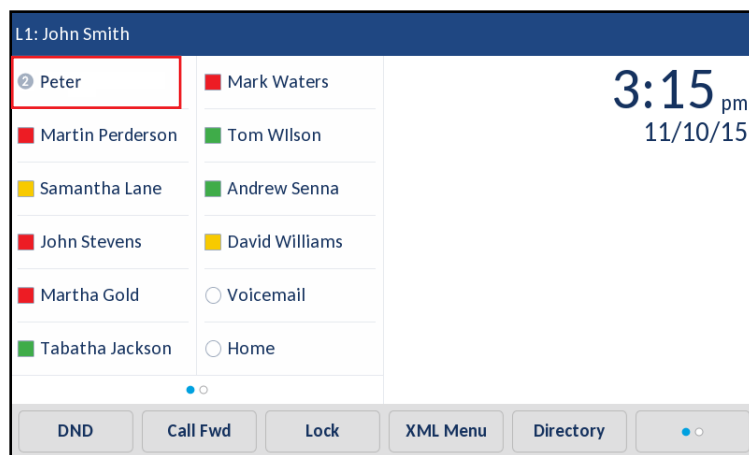 L1: John Smith
2 Peter
Martin Perderson
Samantha Lane
John Stevens
Martha Gold
Tabatha Jackson
Mark Waters
Tom WIlson
Andrew Senna
David Williams
Voicemail
Home
3:15 pm
11/10/15
DND Call Fwd Lock XML Menu Directory